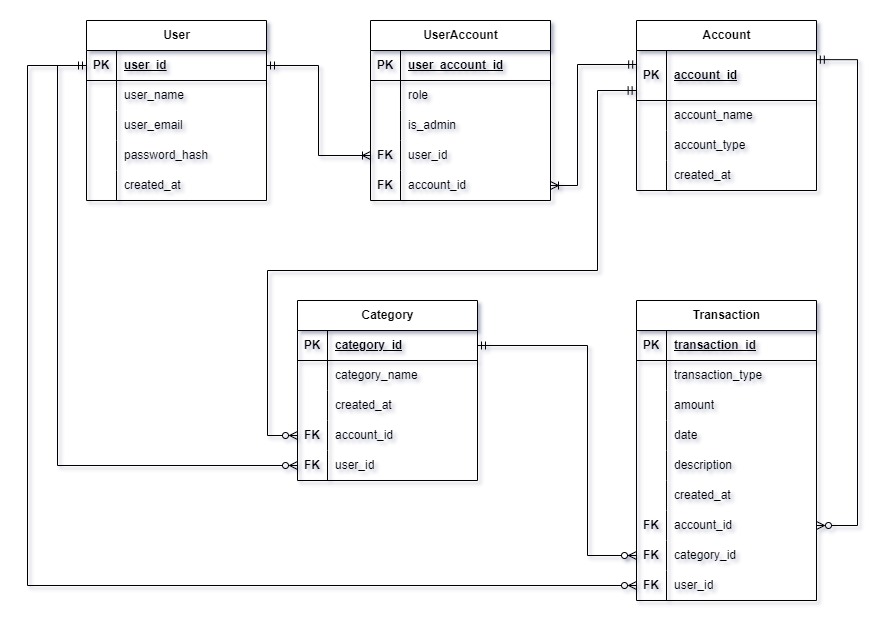 User
PK user_id
user_name
user_email
password_hash
created_at
UserAccount
PK user_account_id
role
is_admin
FK user_id
FK account_id
Account
PK account_id
account_name
account_type
created_at
Category
PK category_id
category_name
created_at
FK account_id
FK user_id
Transaction
PK transaction_id
transaction_type
amount
date
description
created_at
FK account_id
FK category_id
FK user_id